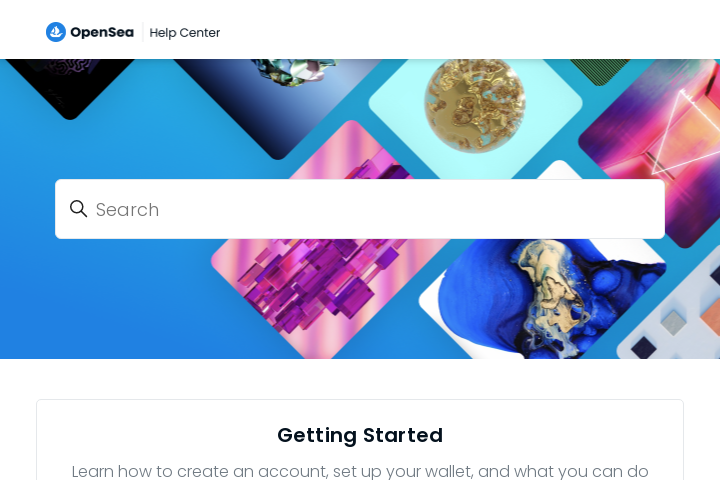 OpenSea Help Center
Search
Getting Started
Learn how to create an account, set up your wallet, and what you can do